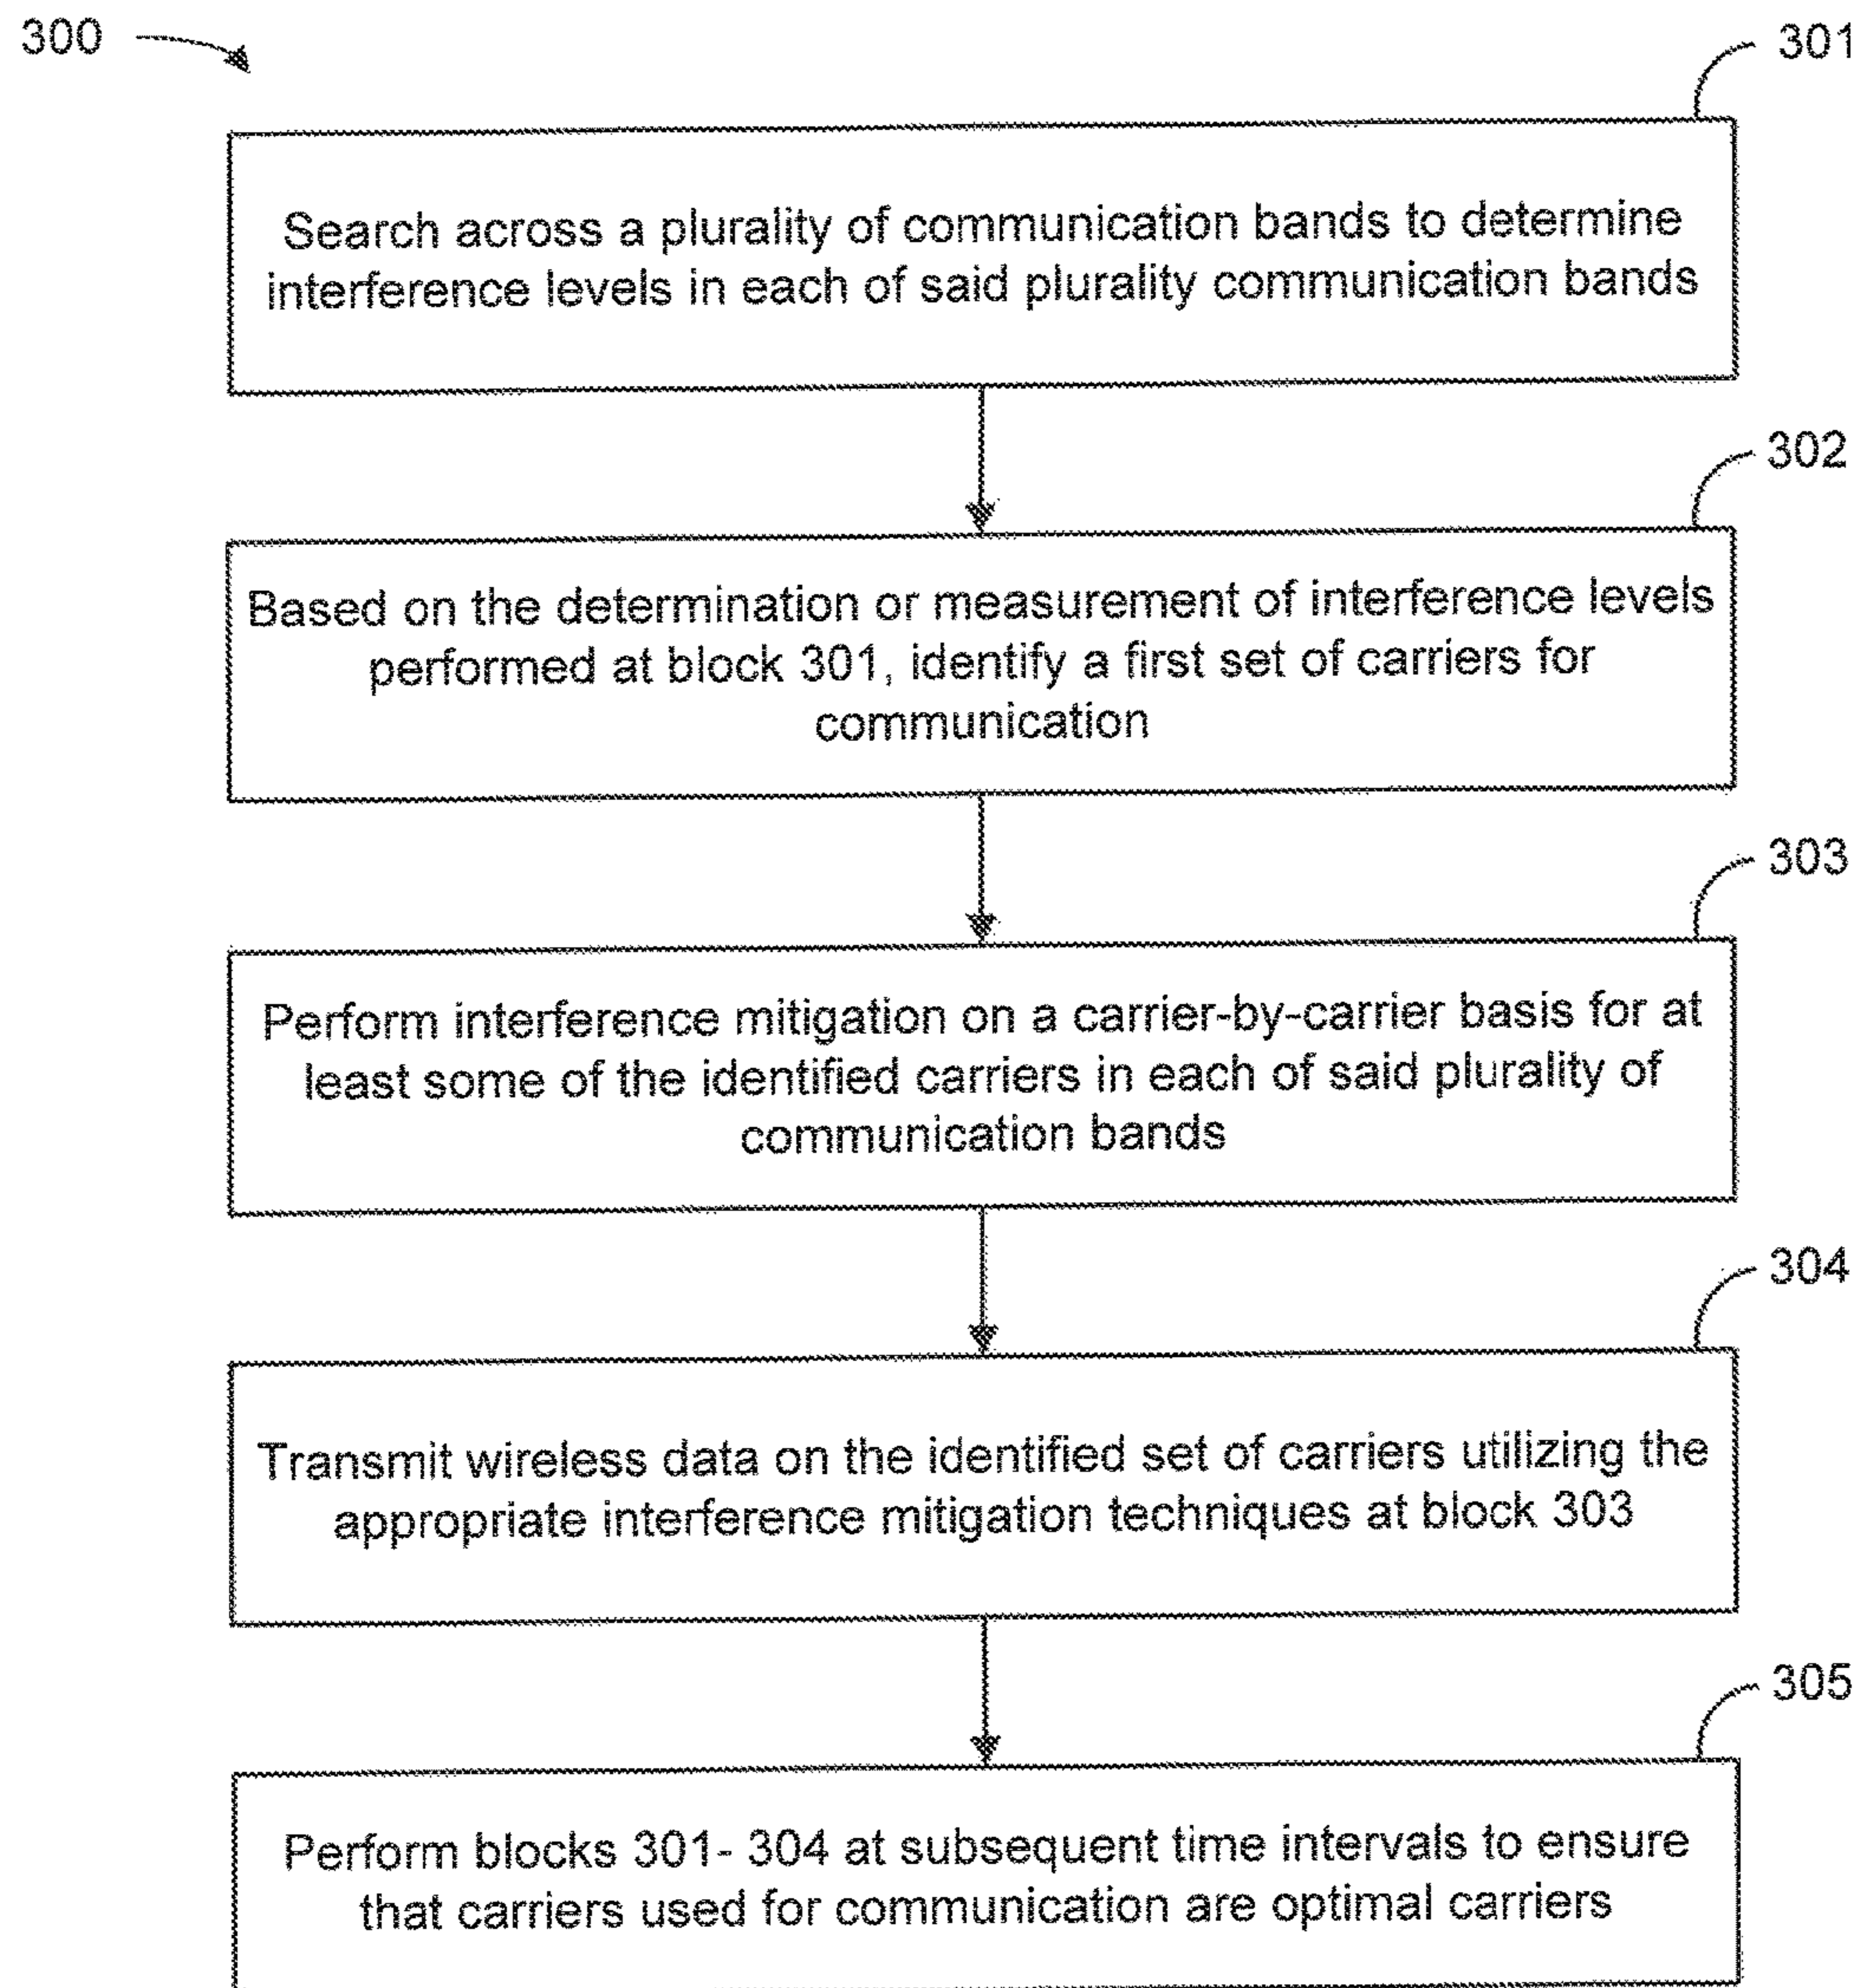 300
301
Search across a plurality of communication bands to determine
interference levels in each of said plurality communication bands
302
Based on the determination or measurement of interference levels
performed at block 301, identify a first set of carriers for
communication
303
Perform interference mitigation on a carrier-by-carrier basis for at
least some of the identified carriers in each of said plurality of
communication bands
304
Transmit wireless data on the identified set of carriers utilizing the
appropriate interference mitigation techniques at block 303
305
Perform blocks 301- 304 at subsequent time intervals to ensure
that carriers used for communication are optimal carriers